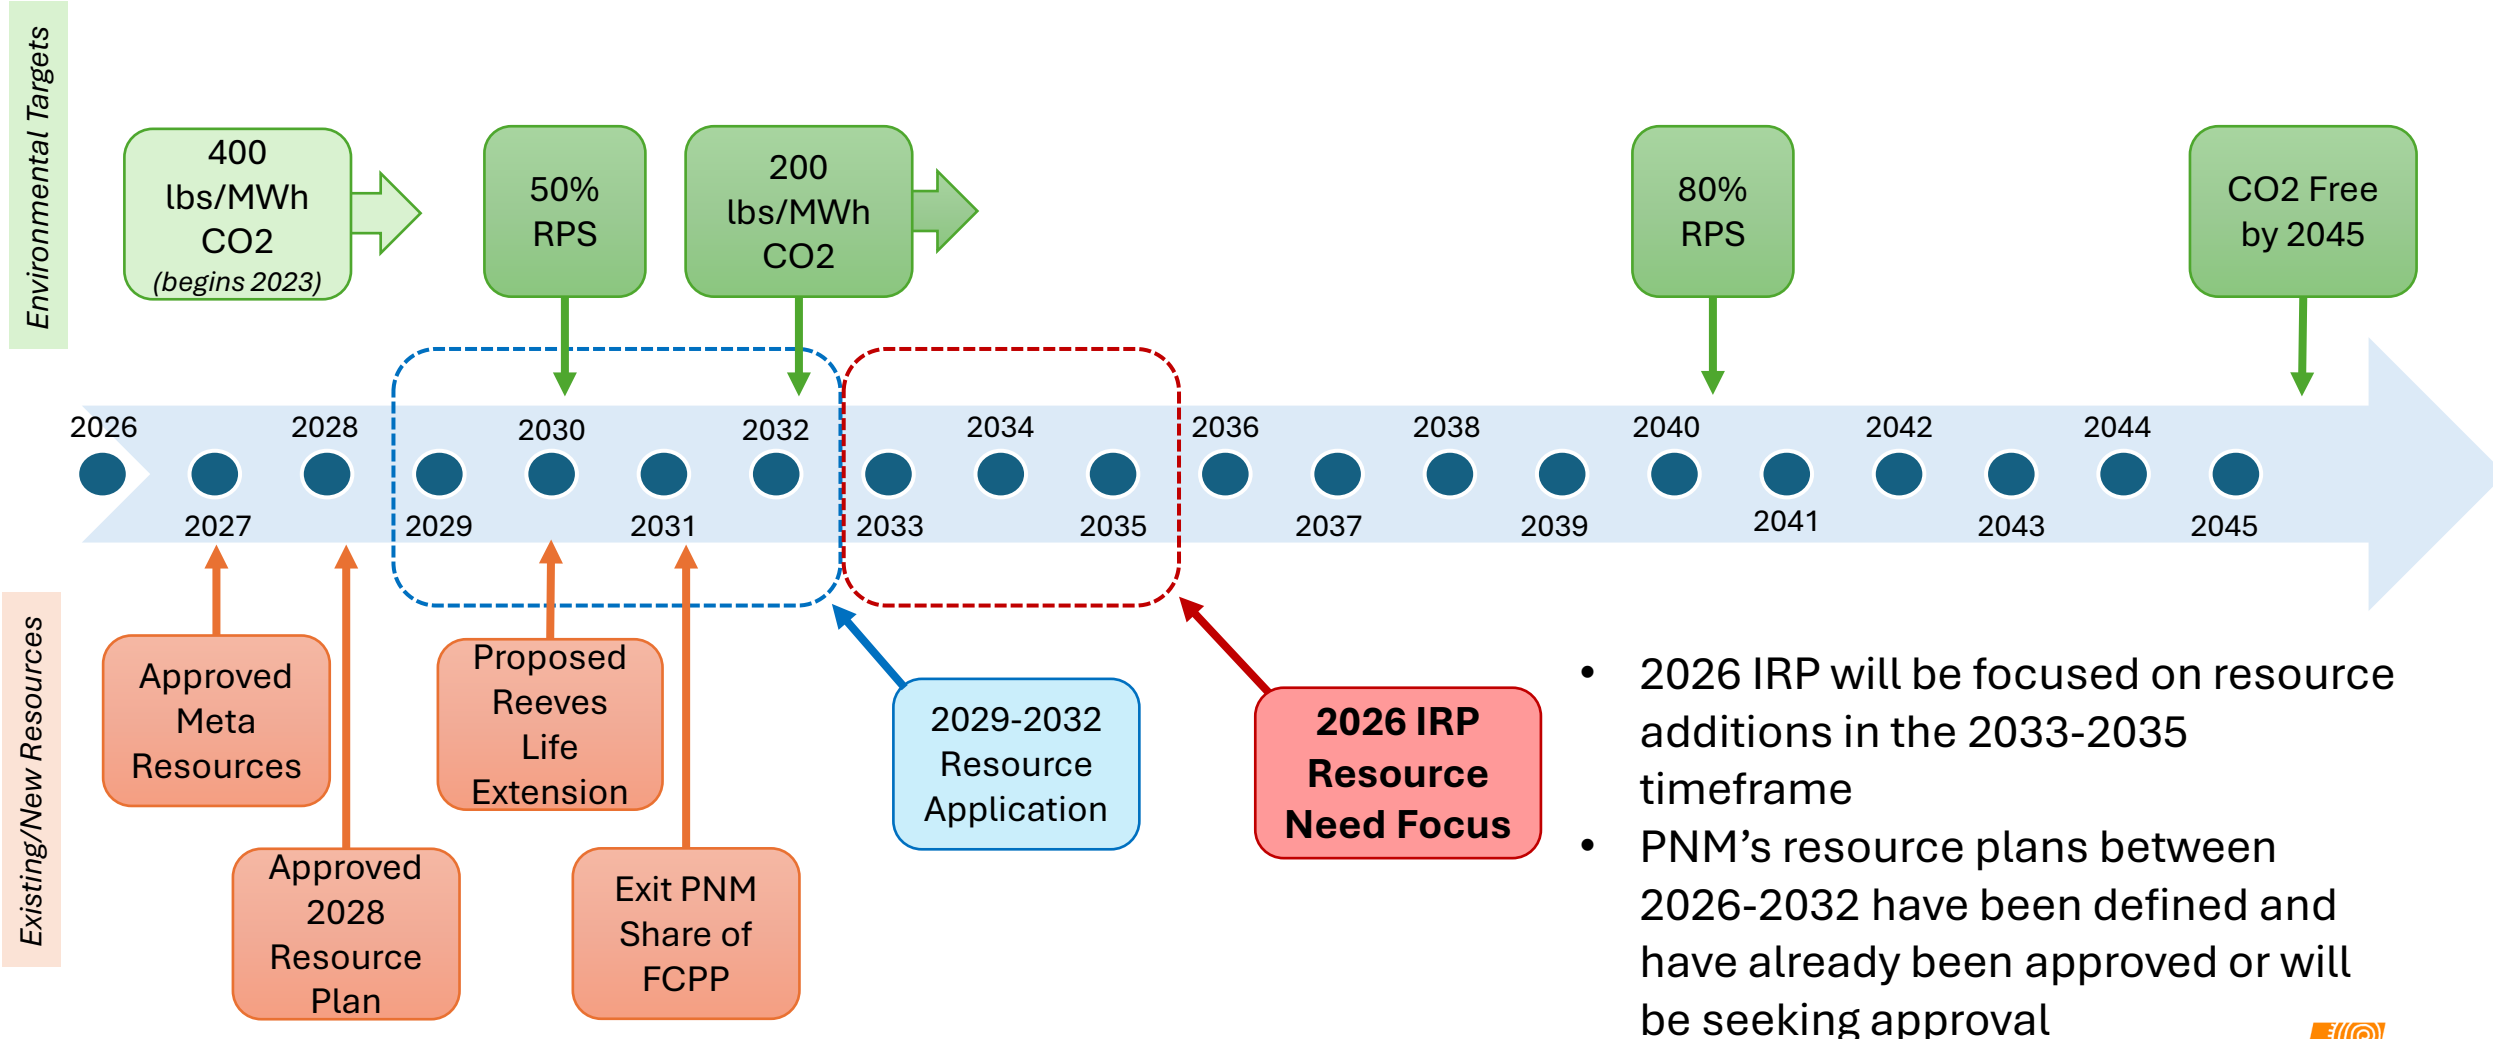 Environmental Targets
400
lbs/MWh
CO2
(begins 2023)
50%
RPS
200
lbs/MWh
CO2
80%
RPS
CO2 Free
by 2045
2026
2028
2030
2032
2034
2036
2038
2040
2042
2044
2027
2029
2031
2033
2035
2037
2039
2041
2043
2045
Existing/New Resources
Approved
Meta
Resources
Approved
2028
Resource
Plan
Proposed
Reeves
Life
Extension
Exit PNM
Share of
FCPP
2029-2032
Resource
Application
2026 IRP
Resource
Need Focus
• 2026 IRP will be focused on resource
additions in the 2033-2035
timeframe
• PNM’s resource plans between
2026-2032 have been defined and
have already been approved or will
be seeking approval